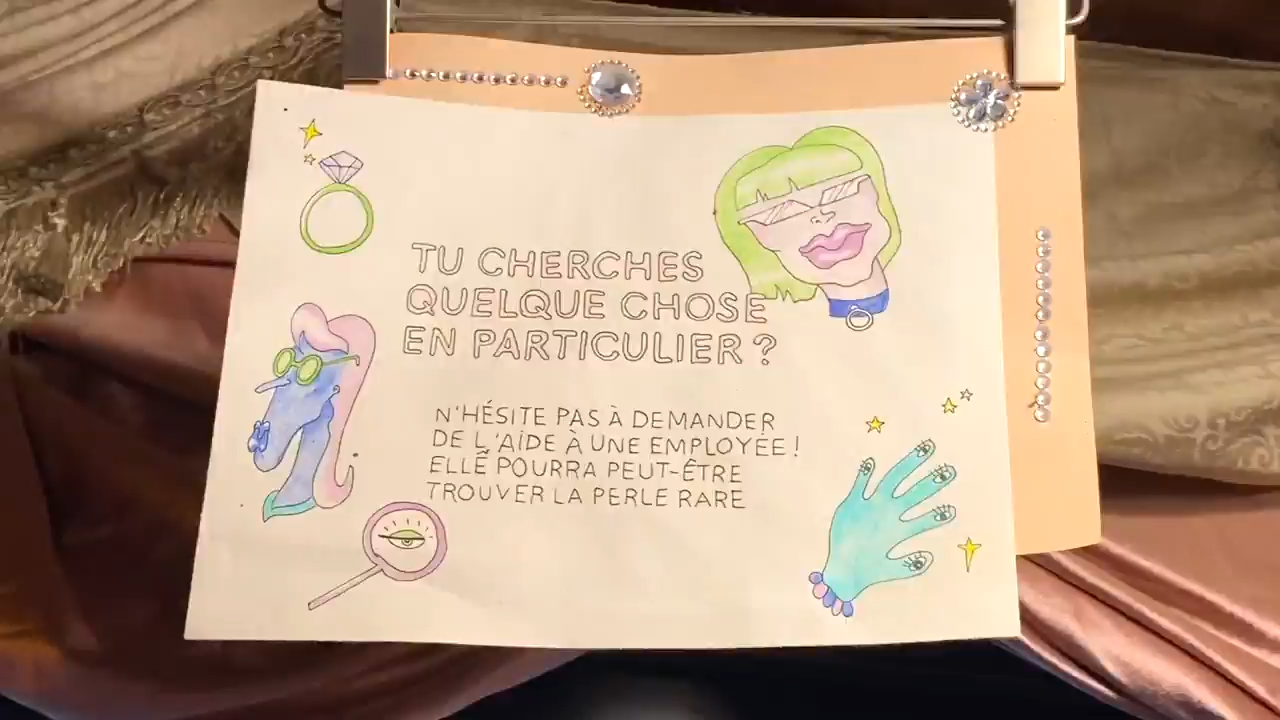 TU CHERCHES
QUELQUE CHOSE
EN PARTICULIER ?
N'HÉSITE PAS À DEMANDER
DE L'AIDE À UNE EMPLOYÉE !
ELLE POURRA PEUT-ÊTRE
TROUVER LA PERLE RARE